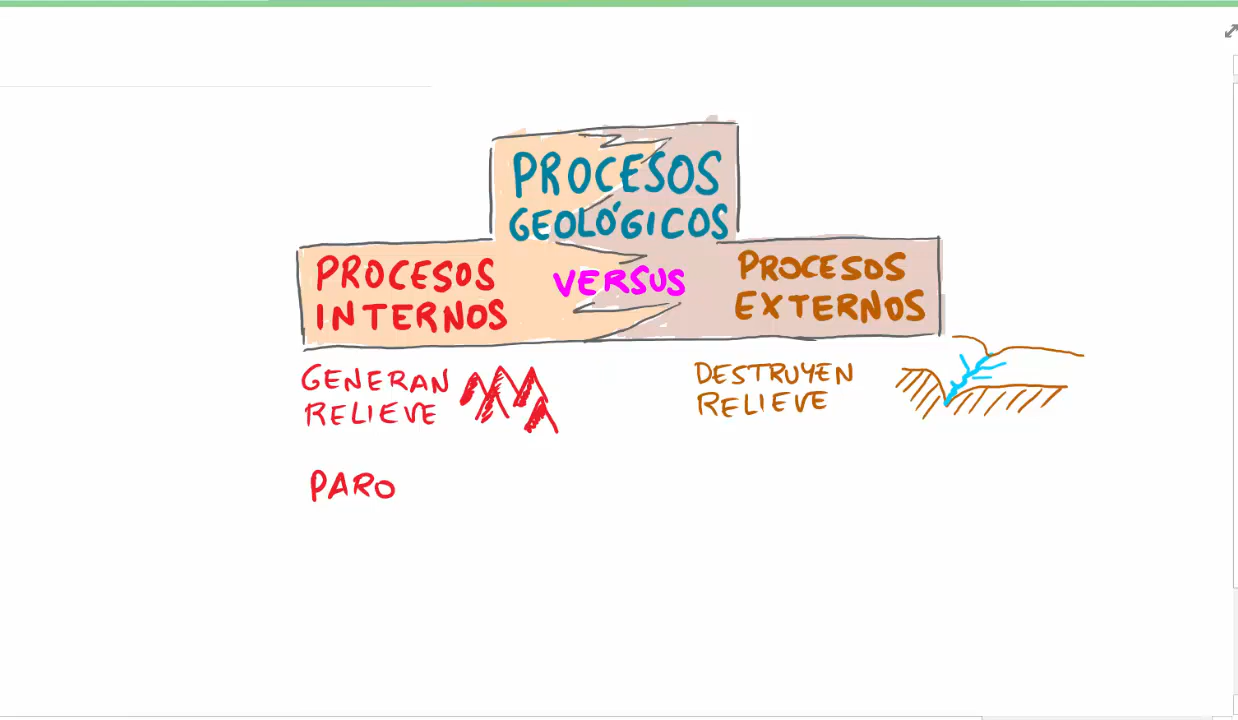 PROCESOS
GEOLÓGICOS
PROCESOS
INTERNOS
VERSUS
PROCESOS
EXTERNOS
GENERAN
RELIEVE
DESTRUYEN
RELIEVE
PARO